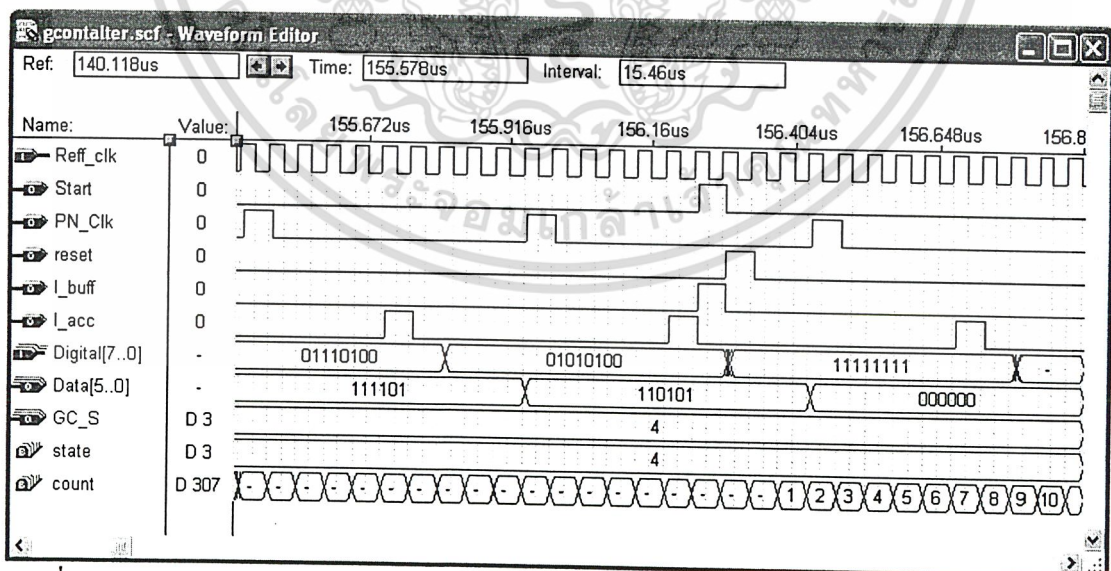 gcontalter.scf - Waveform Editor
Ref: 140.118us Time: 155.578us Interval: 15.46us
Name: Value: 155.672us 155.916us 156.16us 156.404us 156.648us 156.8
Reff_clk 0
Start 0
PN_Clk 0
reset 0
I_buff 0
I_acc 0
Digital[7..0] - 01110100 01010100 11111111 -
Data[5..0] - 111101 110101 000000
GC_S D 3 4
state D 3 4
count D 307 - - - - - - - - - - - - - - - - - - - 1 2 3 4 5 6 7 8 9 10